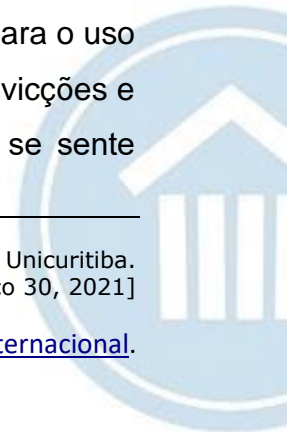 ara o uso
vicções e
se sente
Unicuritiba.
o 30, 2021]
ternacional.